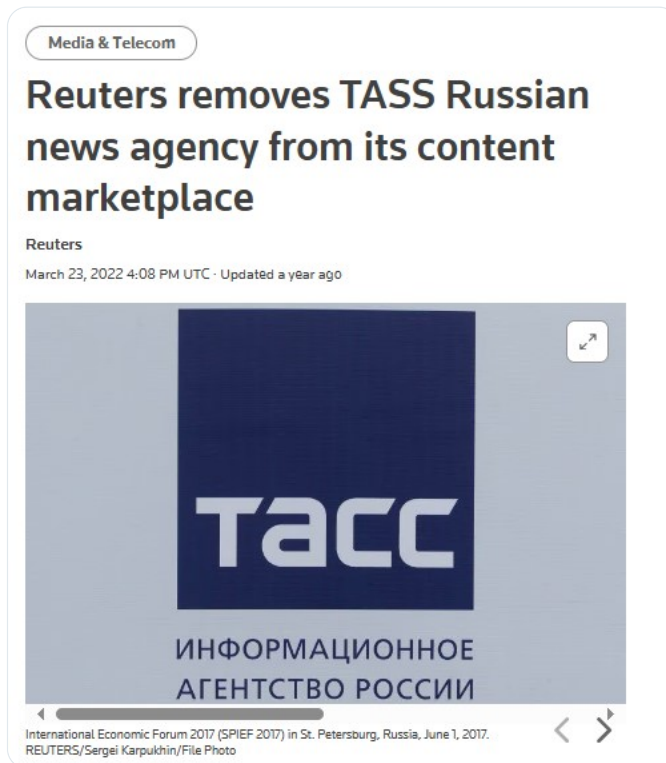 Media & Telecom
Reuters removes TASS Russian
news agency from its content
marketplace
Reuters
March 23, 2022 4:08 PM UTC · Updated a year ago
тасс
ИНФОРМАЦИОННОЕ
АГЕНТСТВО РОССИИ
International Economic Forum 2017 (SPIEF 2017) in St. Petersburg, Russia, June 1, 2017.
REUTERS/Sergei Karpukhin/File Photo